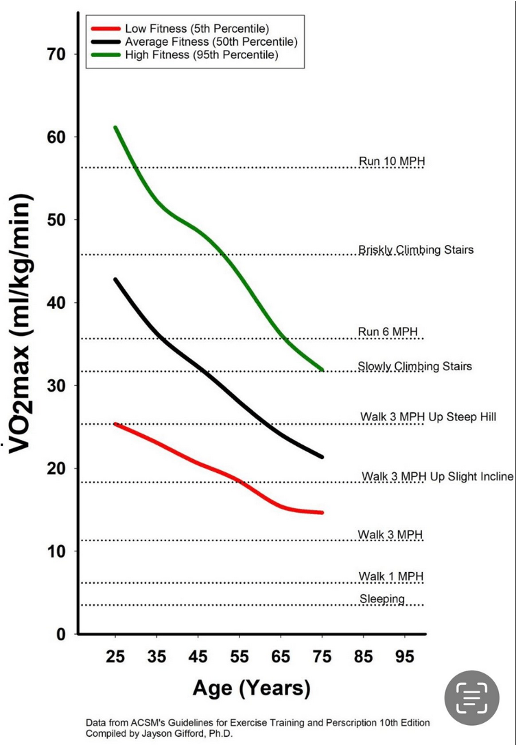 Low Fitness (5th Percentile)
Average Fitness (50th Percentile)
High Fitness (95th Percentile)
70
60
Run 10 MPH
50
Briskly Climbing Stairs
40
Run 6 MPH
Slowly Climbing Stairs
30
Walk 3 MPH Up Steep Hill
20
Walk 3 MPH Up Slight Incline
Walk 3 MPH
10
Walk 1 MPH
Sleeping
0
V̇O2max (ml/kg/min)
25 35 45 55 65 75 85 95
Age (Years)
Data from ACSM's Guidelines for Exercise Training and Perscription 10th Edition
Compiled by Jayson Gifford, Ph.D.